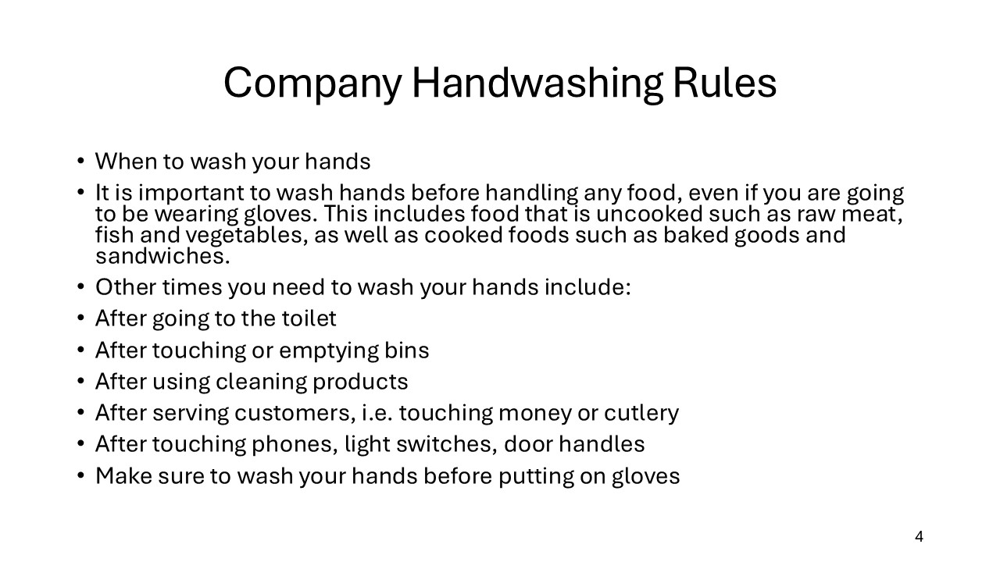 Company Handwashing Rules
• When to wash your hands
• It is important to wash hands before handling any food, even if you are going
to be wearing gloves. This includes food that is uncooked such as raw meat,
fish and vegetables, as well as cooked foods such as baked goods and
sandwiches.
• Other times you need to wash your hands include:
• After going to the toilet
• After touching or emptying bins
• After using cleaning products
• After serving customers, i.e. touching money or cutlery
• After touching phones, light switches, door handles
• Make sure to wash your hands before putting on gloves
4